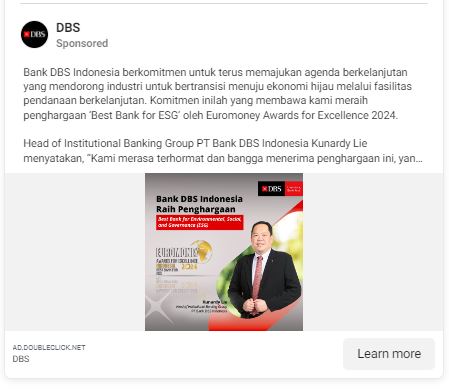 DBS
DBS
Sponsored
Bank DBS Indonesia berkomitmen untuk terus memajukan agenda berkelanjutan
yang mendorong industri untuk bertransisi menuju ekonomi hijau melalui fasilitas
pendanaan berkelanjutan. Komitmen inilah yang membawa kami meraih
penghargaan ‘Best Bank for ESG’ oleh Euromoney Awards for Excellence 2024.
Head of Institutional Banking Group PT Bank DBS Indonesia Kunardy Lie
menyatakan, “Kami merasa terhormat dan bangga menerima penghargaan ini, yan...
DBS
Bank DBS Indonesia
Raih Penghargaan
Best Bank for Environmental, Social,
and Governance (ESG)
EUROMONEY
AWARDS FOR EXCELLENCE
INDONESIA
BEST BANK FOR
ESG
2024
Kunardy Lie
Head of Institutional Banking Group
PT Bank DBS Indonesia
AD.DOUBLECLICK.NET
DBS
Learn more